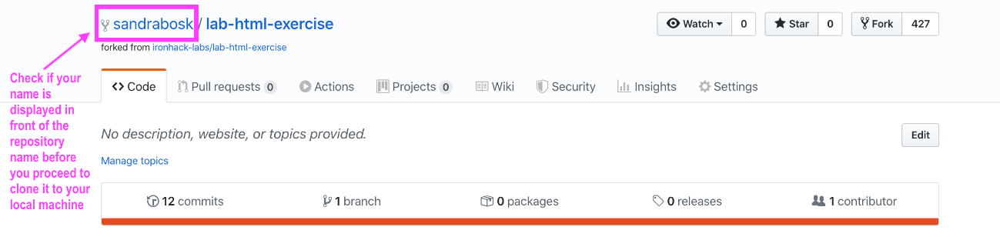 sandrabosk / lab-html-exercise
Watch 0 Star 0 Fork 427
forked from ironhack-labs/lab-html-exercise
Check if your
name is
displayed in
front of the
repository
name before
you proceed to
clone it to your
local machine
Code Pull requests 0 Actions Projects 0 Wiki Security Insights Settings
No description, website, or topics provided.
Edit
Manage topics
12 commits 1 branch 0 packages 0 releases 1 contributor